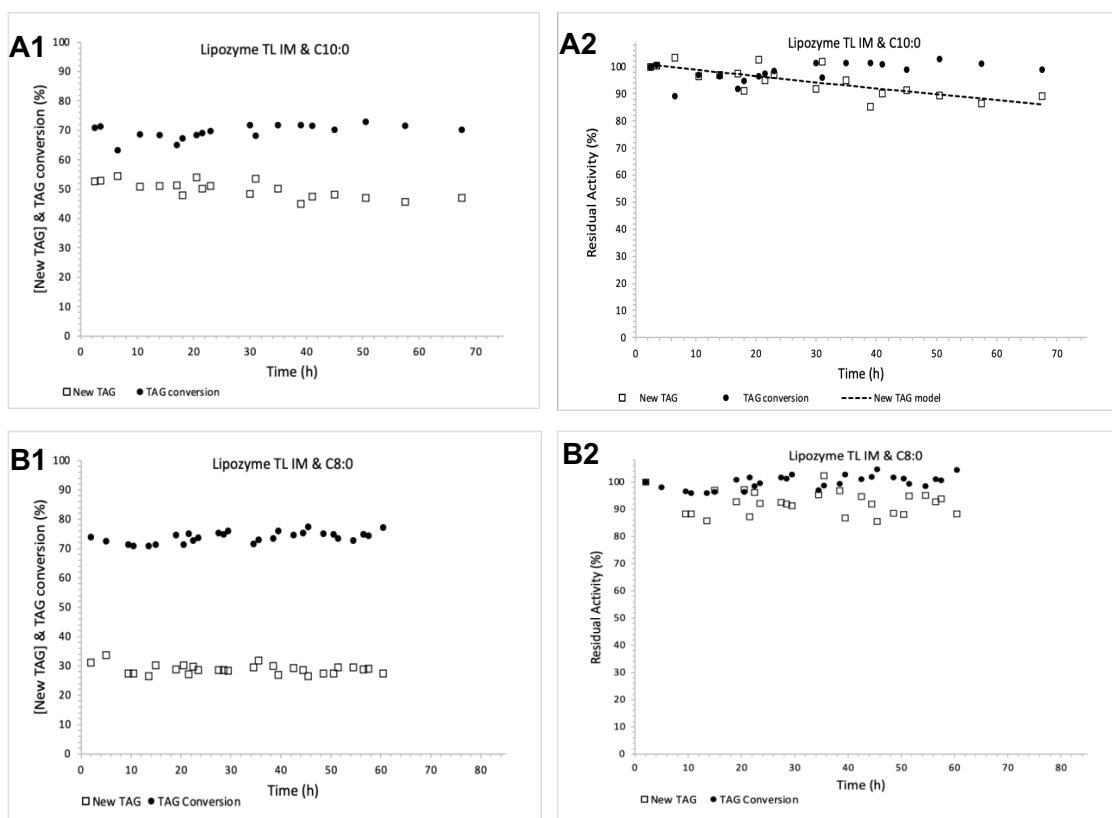 A1
Lipozyme TL IM & C10:0
[New TAG] & TAG conversion (%)
100
90
80
70
60
50
40
30
20
10
0
0 10 20 30 40 50 60 70
Time (h)
New TAG TAG conversion
A2
Lipozyme TL IM & C10:0
Residual Activity (%)
100
90
80
70
60
50
40
30
20
10
0
0 10 20 30 40 50 60 70
Time (h)
New TAG TAG conversion New TAG model
B1
Lipozyme TL IM & C8:0
[New TAG] & TAG conversion (%)
100
90
80
70
60
50
40
30
20
10
0
0 10 20 30 40 50 60 70 80
Time (h)
New TAG TAG Conversion
B2
Lipozyme TL IM & C8:0
Residual Activity (%)
100
90
80
70
60
50
40
30
20
10
0
0 10 20 30 40 50 60 70 80
Time (h)
New TAG TAG Conversion